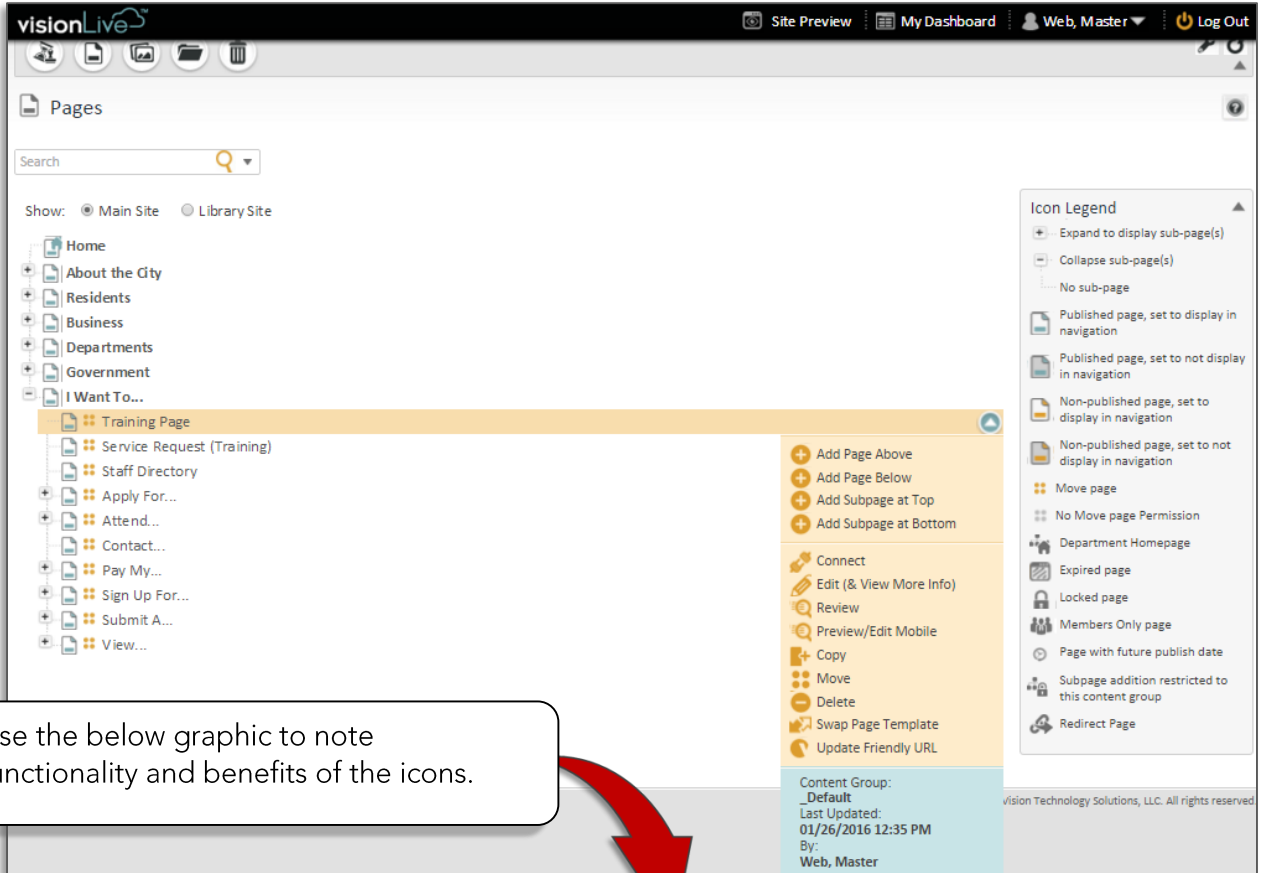 visionLive™
Site Preview
My Dashboard
Web, Master
Log Out
Pages
Search
Show: Main Site Library Site
Home
About the City
Residents
Business
Departments
Government
I Want To...
Training Page
Service Request (Training)
Staff Directory
Apply For...
Attend...
Contact...
Pay My...
Sign Up For...
Submit A...
View...
Add Page Above
Add Page Below
Add Subpage at Top
Add Subpage at Bottom
Connect
Edit (& View More Info)
Review
Preview/Edit Mobile
Copy
Move
Delete
Swap Page Template
Update Friendly URL
Content Group:
_Default
Last Updated:
01/26/2016 12:35 PM
By:
Web, Master
Icon Legend
Expand to display sub-page(s)
Collapse sub-page(s)
No sub-page
Published page, set to display in
navigation
Published page, set to not display
in navigation
Non-published page, set to
display in navigation
Non-published page, set to not
display in navigation
Move page
No Move page Permission
Department Homepage
Expired page
Locked page
Members Only page
Page with future publish date
Subpage addition restricted to
this content group
Redirect Page
se the below graphic to note
unctionality and benefits of the icons.
ision Technology Solutions, LLC. All rights reserved.